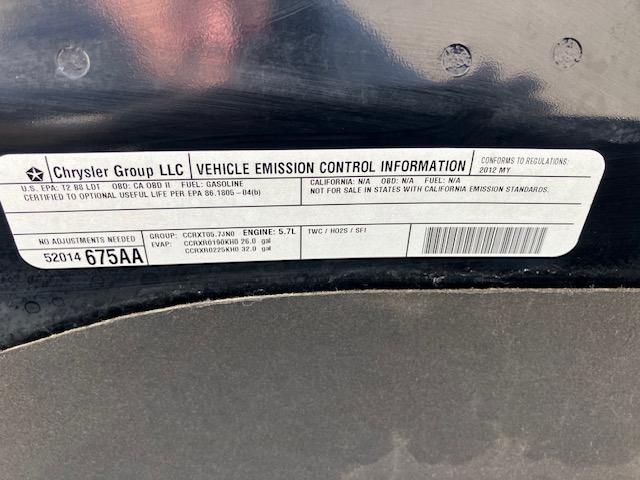 Chrysler Group LLC VEHICLE EMISSION CONTROL INFORMATION
CONFORMS TO REGULATIONS:
2012 MY
U.S. EPA: T2 B8 LDT OBD: CA OBD II FUEL: GASOLINE
CERTIFIED TO OPTIONAL USEFUL LIFE PER EPA 86.1805-04(b)
CALIFORNIA: N/A OBD: N/A FUEL: N/A
NOT FOR SALE IN STATES WITH CALIFORNIA EMISSION STANDARDS.
NO ADJUSTMENTS NEEDED
52014 675AA
GROUP: CCRXT05.7JN0 ENGINE: 5.7L
EVAP: CCRXR0190KH0 26.0 gal
CCRXR0225KH0 32.0 gal
TWC / HO2S / SFI